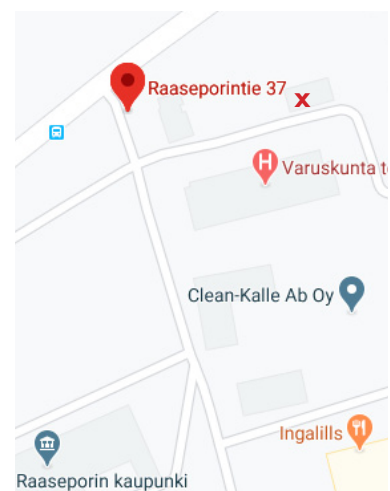 Raaseporintie 37
x
H
Varuskunta t
Clean-Kalle Ab Oy
Ingalills
Raaseporin kaupunki